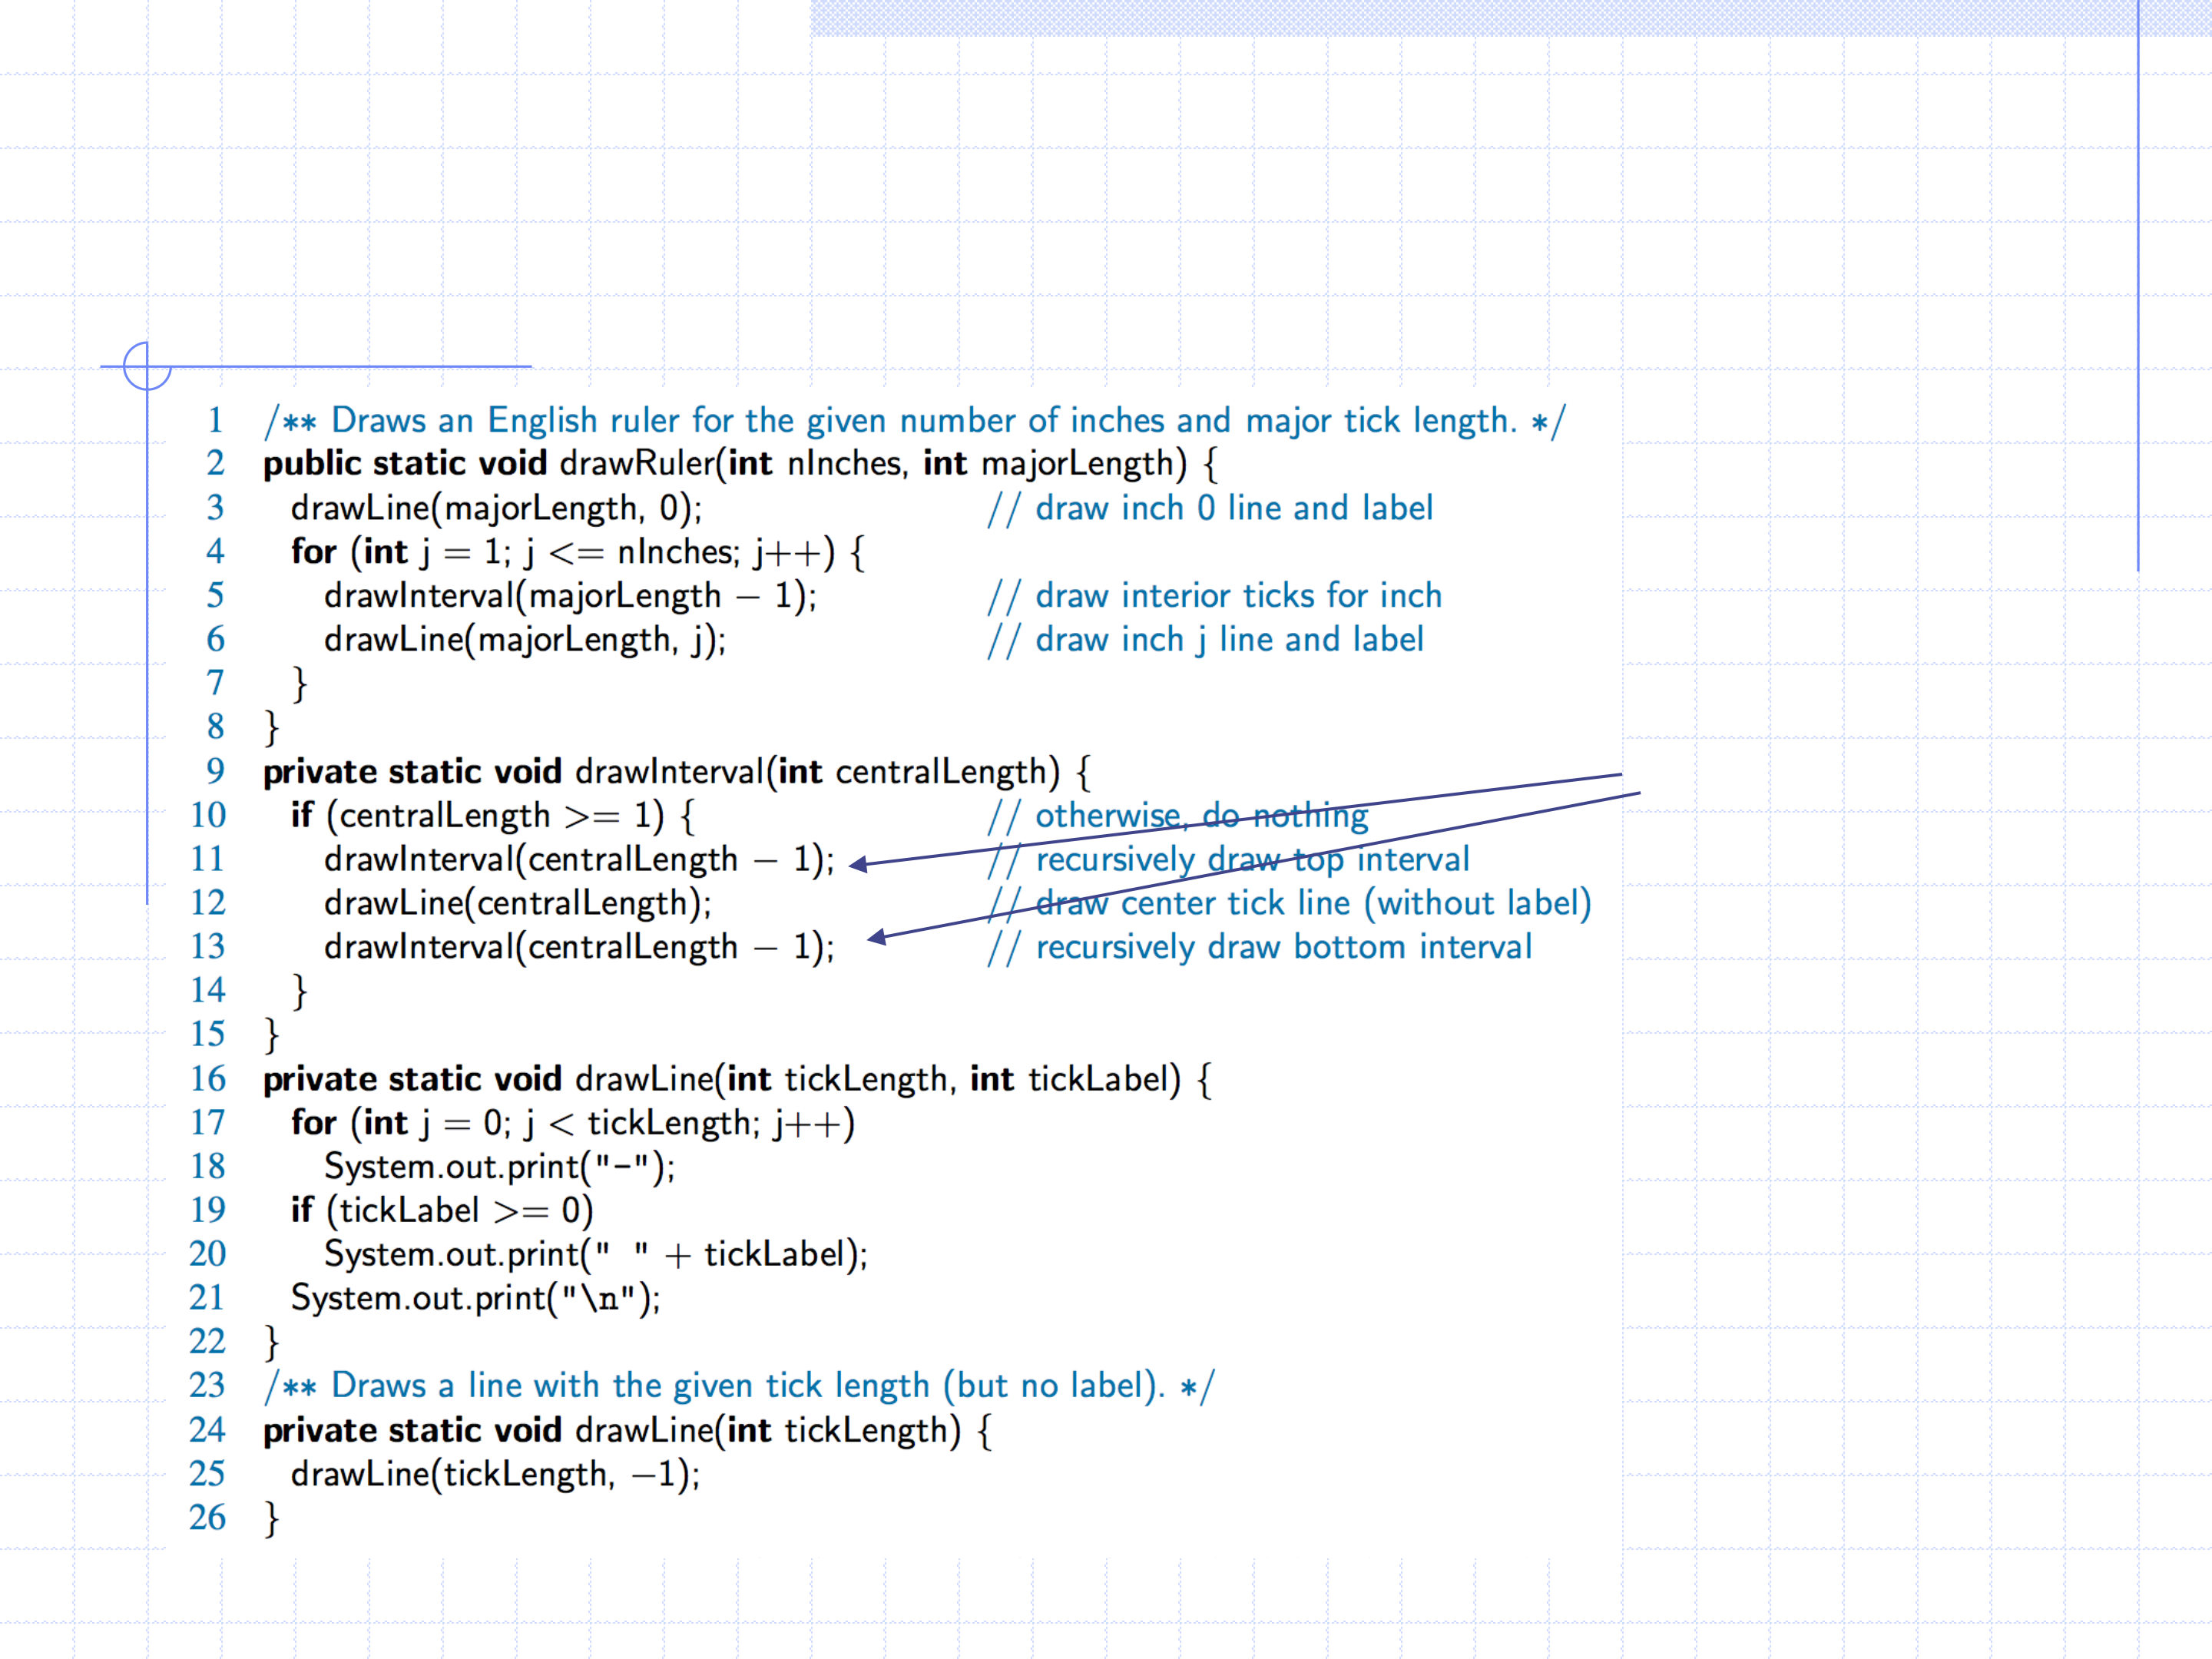 1 /** Draws an English ruler for the given number of inches and major tick length. */
2 public static void drawRuler(int nInches, int majorLength) {
3 drawLine(majorLength, 0); // draw inch 0 line and label
4 for (int j = 1; j <= nInches; j++) {
5 drawInterval(majorLength − 1); // draw interior ticks for inch
6 drawLine(majorLength, j); // draw inch j line and label
7 }
8 }
9 private static void drawInterval(int centralLength) {
10 if (centralLength >= 1) { // otherwise, do nothing
11 drawInterval(centralLength − 1); // recursively draw top interval
12 drawLine(centralLength); // draw center tick line (without label)
13 drawInterval(centralLength − 1); // recursively draw bottom interval
14 }
15 }
16 private static void drawLine(int tickLength, int tickLabel) {
17 for (int j = 0; j < tickLength; j++)
18 System.out.print("-");
19 if (tickLabel >= 0)
20 System.out.print(" " + tickLabel);
21 System.out.print("\n");
22 }
23 /** Draws a line with the given tick length (but no label). */
24 private static void drawLine(int tickLength) {
25 drawLine(tickLength, −1);
26 }